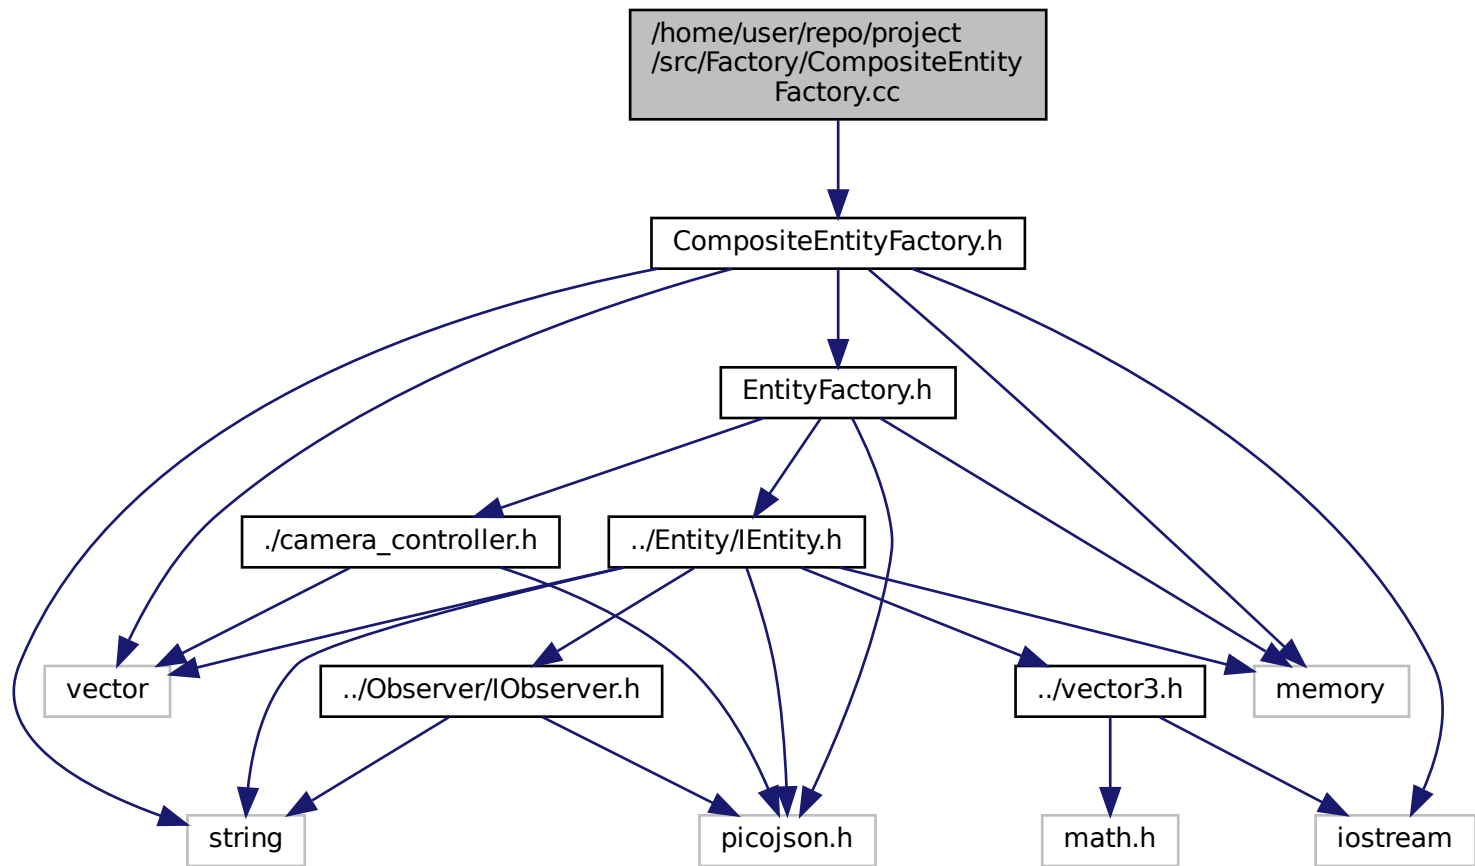 /home/user/repo/project
/src/Factory/CompositeEntity
Factory.cc
CompositeEntityFactory.h
EntityFactory.h
./camera_controller.h
../Entity/IEntity.h
vector
../Observer/IObserver.h
../vector3.h
memory
string
picojson.h
math.h
iostream